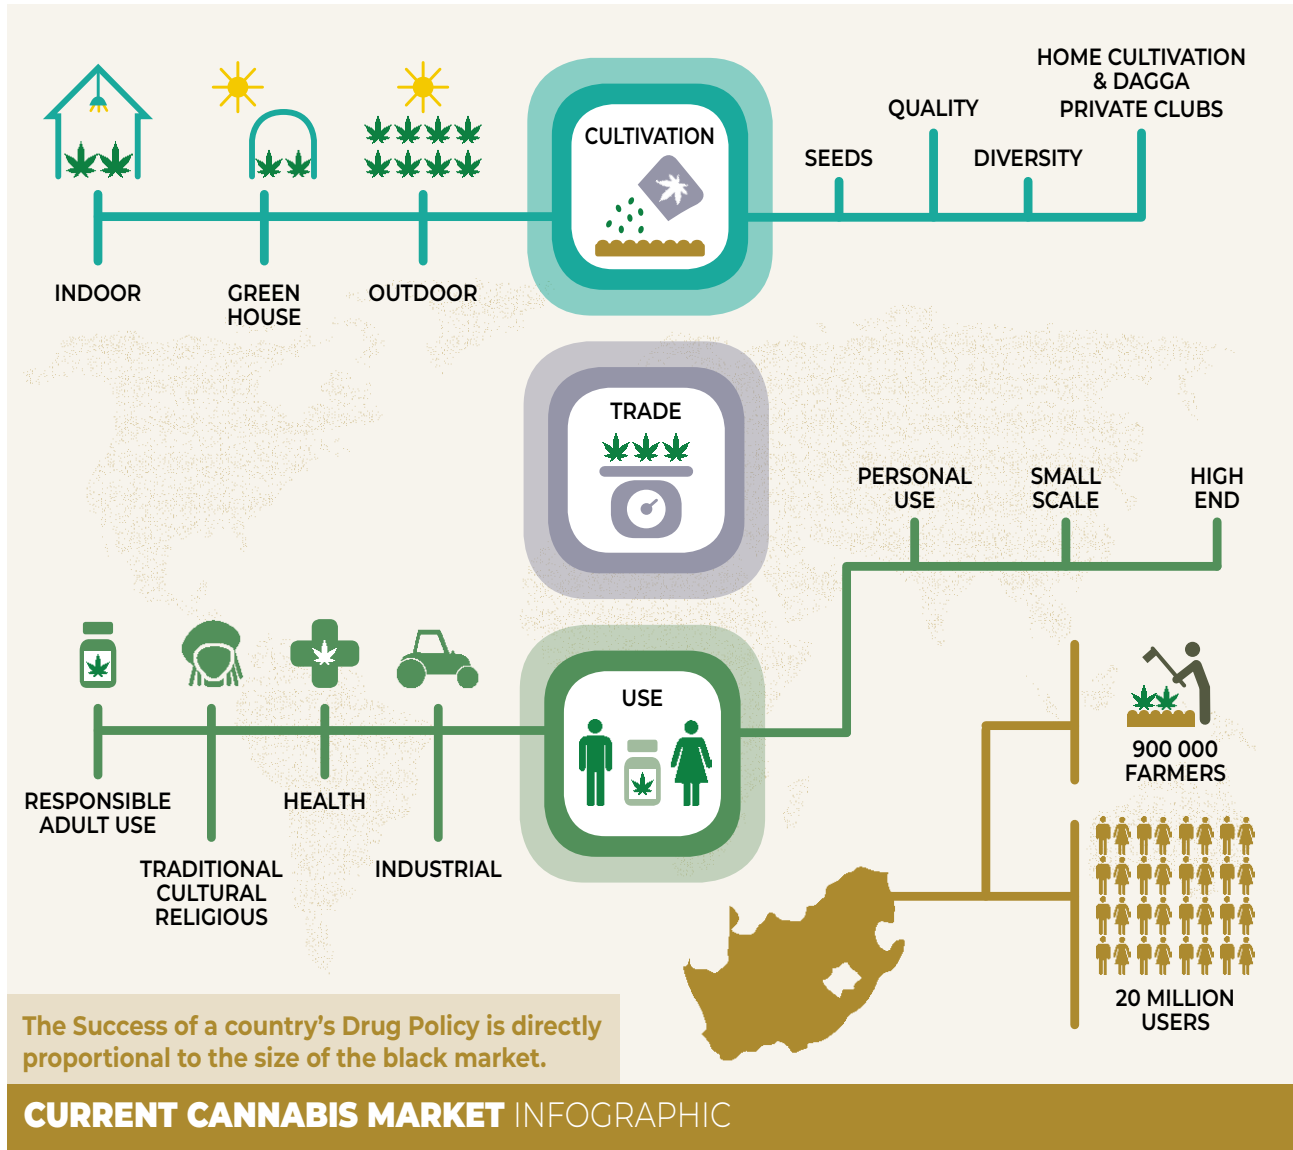 HOME CULTIVATION
& DAGGA
PRIVATE CLUBS
QUALITY
CULTIVATION
SEEDS
DIVERSITY
INDOOR
GREEN
HOUSE
OUTDOOR
TRADE
PERSONAL
USE
SMALL
SCALE
HIGH
END
USE
RESPONSIBLE
ADULT USE
HEALTH
TRADITIONAL
CULTURAL
RELIGIOUS
INDUSTRIAL
900 000
FARMERS
20 MILLION
USERS
The Success of a country’s Drug Policy is directly
proportional to the size of the black market.
CURRENT CANNABIS MARKET INFOGRAPHIC